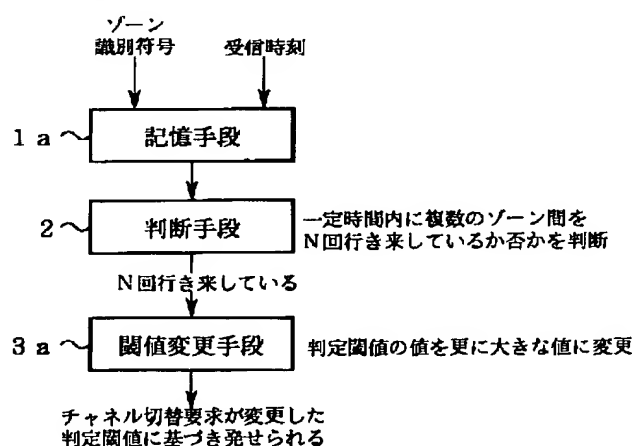 ゾーン
識別符号
受信時刻
1a
記憶手段
2
判断手段
一定時間内に複数のゾーン間を
N回行き来しているか否かを判断
N回行き来している
3a
閾値変更手段
判定閾値の値を更に大きな値に変更
チャネル切替要求が変更した
判定閾値に基づき発せられる